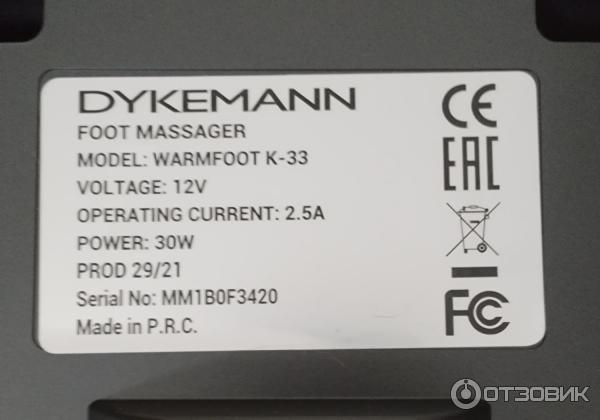 DYKEMANN
FOOT MASSAGER
MODEL: WARMFOOT K-33
VOLTAGE: 12V
OPERATING CURRENT: 2.5A
POWER: 30W
PROD 29/21
Serial No: MM1B0F3420
Made in P.R.C.
CE
EAC
FC
ОТЗОВИК